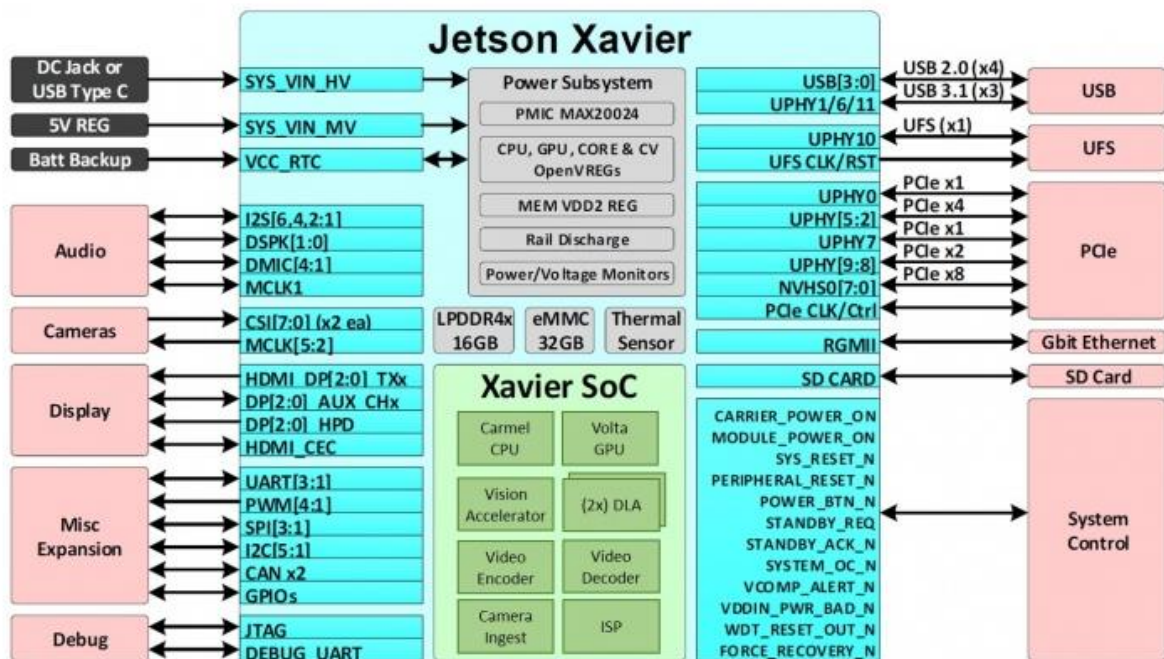 Jetson Xavier
DC Jack or
USB Type C
5V REG
Batt Backup
Audio
Cameras
Display
Misc
Expansion
Debug
SYS_VIN_HV
SYS_VIN_MV
VCC_RTC
I2S[6,4,2:1]
DSPK[1:0]
DMIC[4:1]
MCLK1
CSI[7:0] (x2 ea)
MCLK[5:2]
HDMI_DP[2:0] TXx
DP[2:0]_AUX_CHx
DP[2:0]_HPD
HDMI_CEC
UART[3:1]
PWM[4:1]
SPI[3:1]
I2C[5:1]
CAN x2
GPIOs
JTAG
DEBUG_UART
Power Subsystem
PMIC MAX20024
CPU, GPU, CORE & CV
OpenVREGs
MEM VDD2 REG
Rail Discharge
Power/Voltage Monitors
LPDDR4x
16GB
eMMC
32GB
Thermal
Sensor
Xavier SoC
Carmel
CPU
Volta
GPU
Vision
Accelerator
(2x) DLA
Video
Encoder
Video
Decoder
Camera
Ingest
ISP
USB[3:0]
UPHY1/6/11
UPHY10
UFS CLK/RST
UPHY0
UPHY[5:2]
UPHY7
UPHY[9:8]
NVHS0[7:0]
PCIe CLK/Ctrl
RGMII
SD CARD
CARRIER_POWER_ON
MODULE_POWER_ON
SYS_RESET_N
PERIPHERAL_RESET_N
POWER_BTN_N
STANDBY_REQ
STANDBY_ACK_N
SYSTEM_OC_N
VCOMP_ALERT_N
VDDIN_PWR_BAD_N
WDT_RESET_OUT_N
FORCE_RECOVERY_N
USB 2.0 (x4)
USB 3.1 (x3)
UFS (x1)
PCIe x1
PCIe x4
PCIe x1
PCIe x2
PCIe x8
USB
UFS
PCIe
Gbit Ethernet
SD Card
System
Control